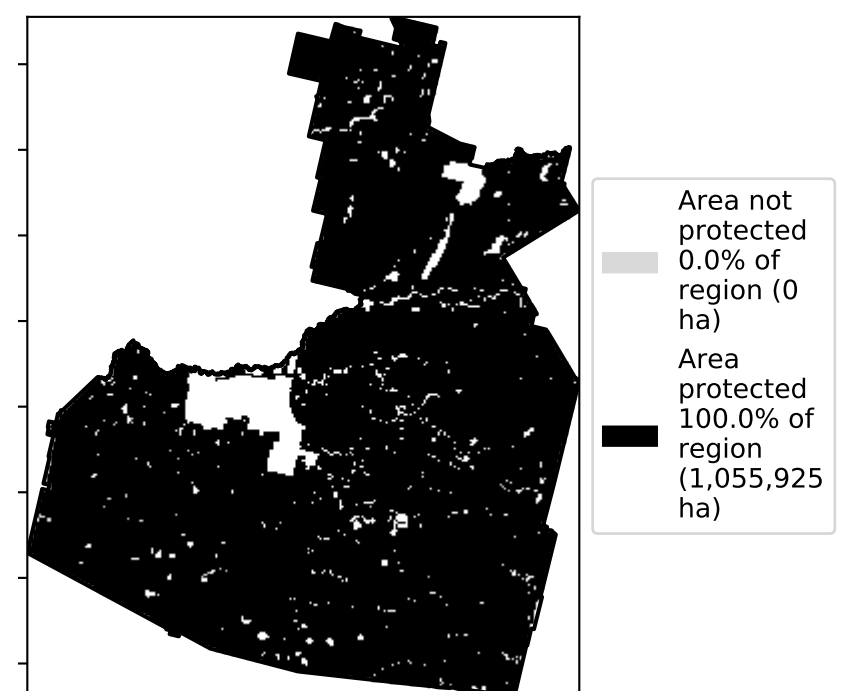 Area not
protected
0.0% of
region (0
ha)
Area
protected
100.0% of
region
(1,055,925
ha)